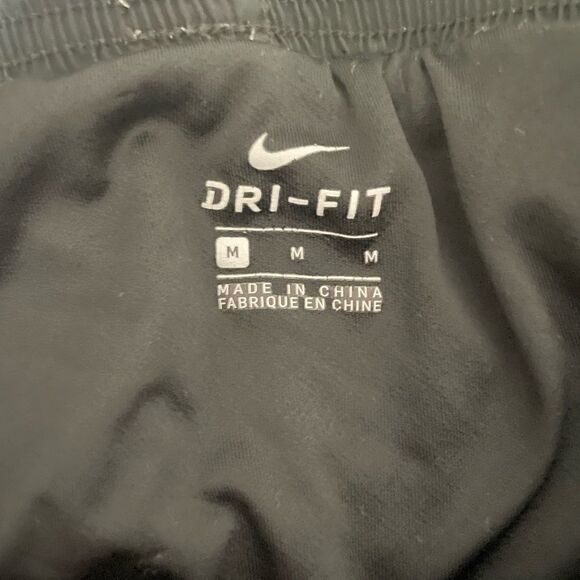 DRI-FIT
M M M
MADE IN CHINA
FABRIQUE EN CHINE